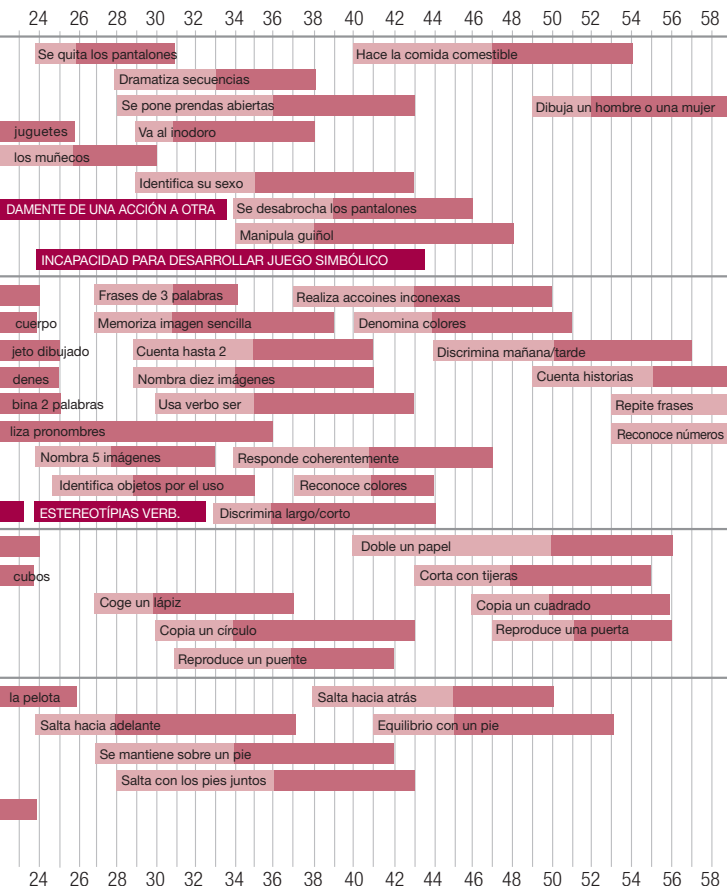 24 26 28 30 32 34 36 38 40 42 44 46 48 50 52 54 56 58
Se quita los pantalones
Hace la comida comestible
Dramatiza secuencias
Se pone prendas abiertas
Dibuja un hombre o una mujer
juguetes
Va al inodoro
los muñecos
Identifica su sexo
DAMENTE DE UNA ACCIÓN A OTRA
Se desabrocha los pantalones
Manipula guiñol
INCAPACIDAD PARA DESARROLLAR JUEGO SIMBÓLICO
Frases de 3 palabras
Realiza accoines inconexas
cuerpo
Memoriza imagen sencilla
Denomina colores
jeto dibujado
Cuenta hasta 2
Discrimina mañana/tarde
denes
Nombra diez imágenes
Cuenta historias
bina 2 palabras
Usa verbo ser
Repite frases
liza pronombres
Reconoce números
Nombra 5 imágenes
Responde coherentemente
Identifica objetos por el uso
Reconoce colores
ESTEREOTÍPIAS VERB.
Discrimina largo/corto
Doble un papel
cubos
Corta con tijeras
Coge un lápiz
Copia un cuadrado
Copia un círculo
Reproduce una puerta
Reproduce un puente
la pelota
Salta hacia atrás
Salta hacia adelante
Equilibrio con un pie
Se mantiene sobre un pie
Salta con los pies juntos
24 26 28 30 32 34 36 38 40 42 44 46 48 50 52 54 56 58